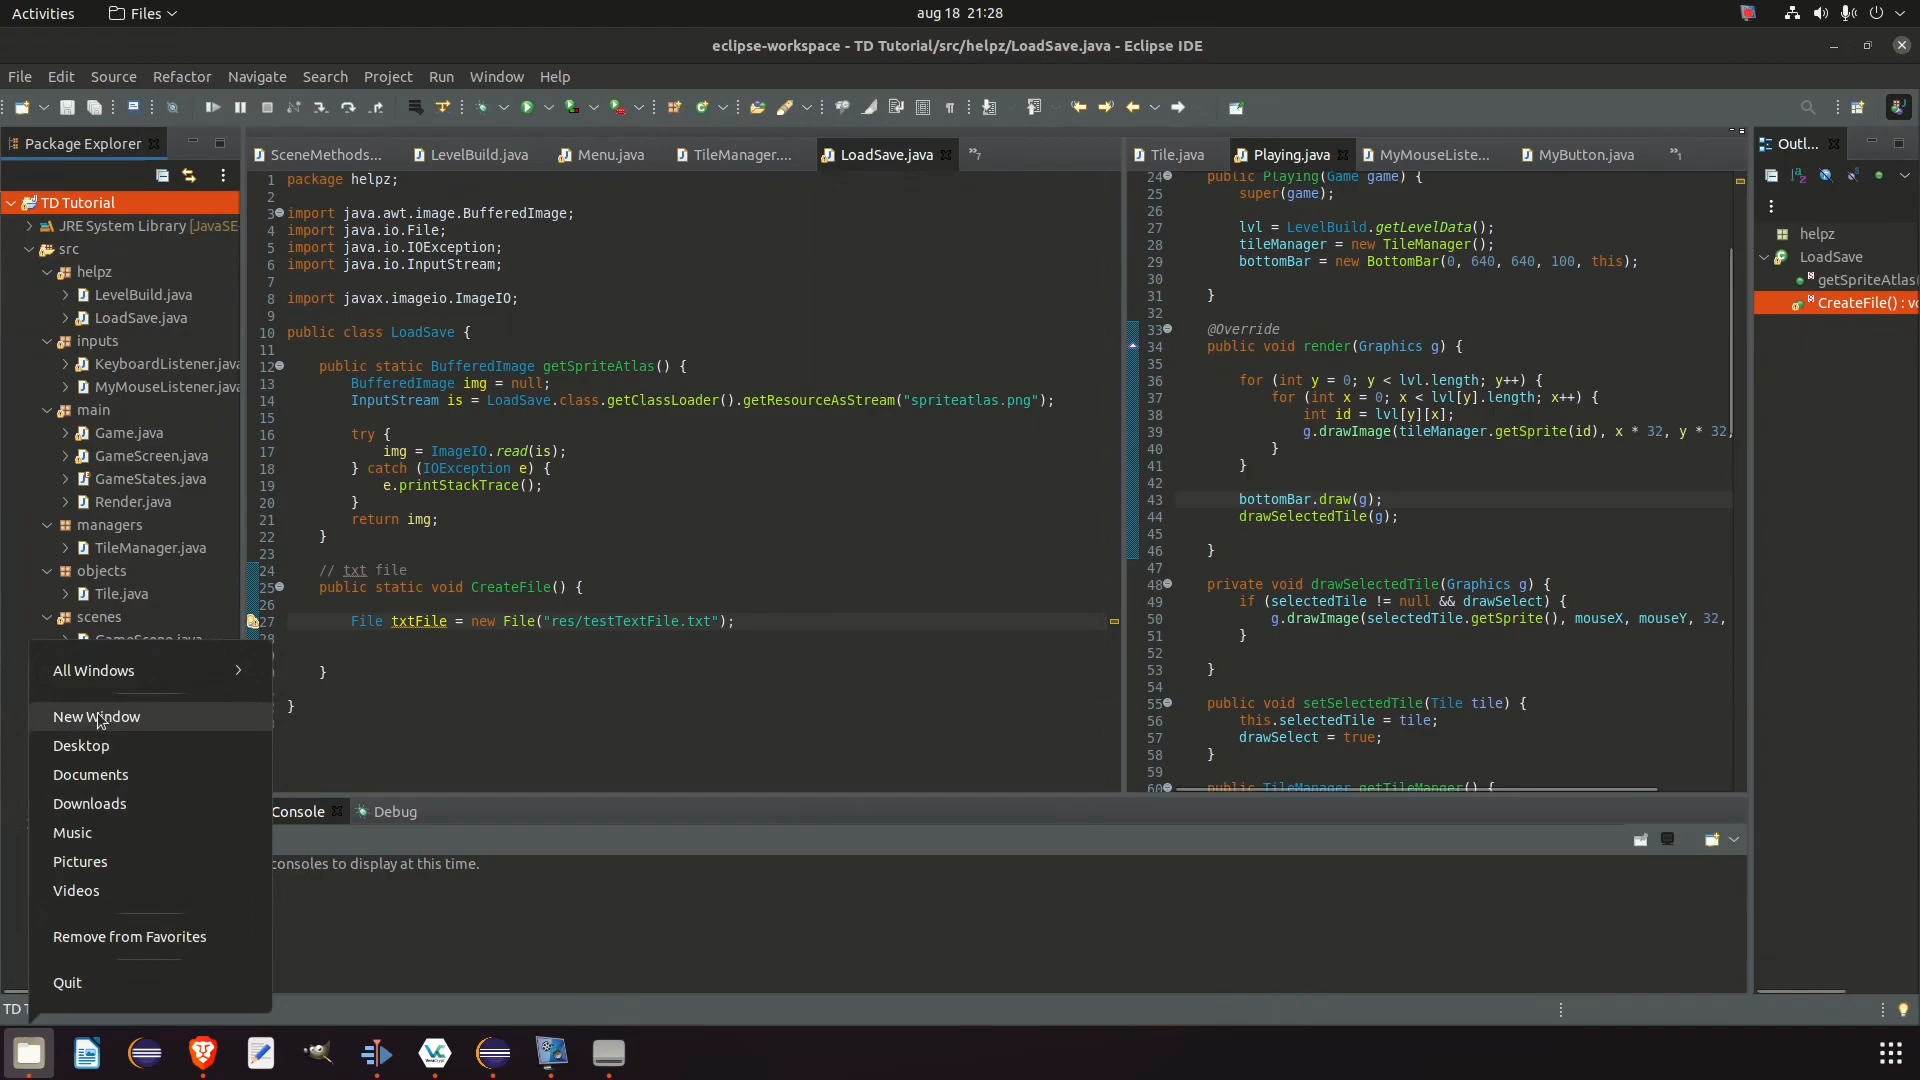 Activities
Files
aug 18 21:28
eclipse-workspace - TD Tutorial/src/helpz/LoadSave.java - Eclipse IDE
File Edit Source Refactor Navigate Search Project Run Window Help
Package Explorer
TD Tutorial
JRE System Library [JavaSE
src
helpz
LevelBuild.java
LoadSave.java
inputs
KeyboardListener.java
MyMouseListener.java
main
Game.java
GameScreen.java
GameStates.java
Render.java
managers
TileManager.java
objects
Tile.java
scenes
GameScene.java
All Windows
New Window
Desktop
Documents
Downloads
Music
Pictures
Videos
Remove from Favorites
Quit
SceneMethods... LevelBuild.java Menu.java TileManager.... LoadSave.java »7
1 package helpz;
2
3 import java.awt.image.BufferedImage;
4 import java.io.File;
5 import java.io.IOException;
6 import java.io.InputStream;
7
8 import javax.imageio.ImageIO;
9
10 public class LoadSave {
11
12 public static BufferedImage getSpriteAtlas() {
13 BufferedImage img = null;
14 InputStream is = LoadSave.class.getClassLoader().getResourceAsStream("spriteatlas.png");
15
16 try {
17 img = ImageIO.read(is);
18 } catch (IOException e) {
19 e.printStackTrace();
20 }
21 return img;
22 }
23
24 // txt file
25 public static void CreateFile() {
26
27 File txtFile = new File("res/testTextFile.txt");
28
}
}
Tile.java Playing.java MyMouseListe... MyButton.java »1
24 public Playing(Game game) {
25 super(game);
26
27 lvl = LevelBuild.getLevelData();
28 tileManager = new TileManager();
29 bottomBar = new BottomBar(0, 640, 640, 100, this);
30
31 }
32
33 @Override
34 public void render(Graphics g) {
35
36 for (int y = 0; y < lvl.length; y++) {
37 for (int x = 0; x < lvl[y].length; x++) {
38 int id = lvl[y][x];
39 g.drawImage(tileManager.getSprite(id), x * 32, y * 32,
40 }
41 }
42
43 bottomBar.draw(g);
44 drawSelectedTile(g);
45
46 }
47
48 private void drawSelectedTile(Graphics g) {
49 if (selectedTile != null && drawSelect) {
50 g.drawImage(selectedTile.getSprite(), mouseX, mouseY, 32,
51 }
52
53 }
54
55 public void setSelectedTile(Tile tile) {
56 this.selectedTile = tile;
57 drawSelect = true;
58 }
59
60 public TileManager getTileManger() {
Outl...
helpz
LoadSave
getSpriteAtlas(
CreateFile() : vo
Console Debug
consoles to display at this time.
TD T